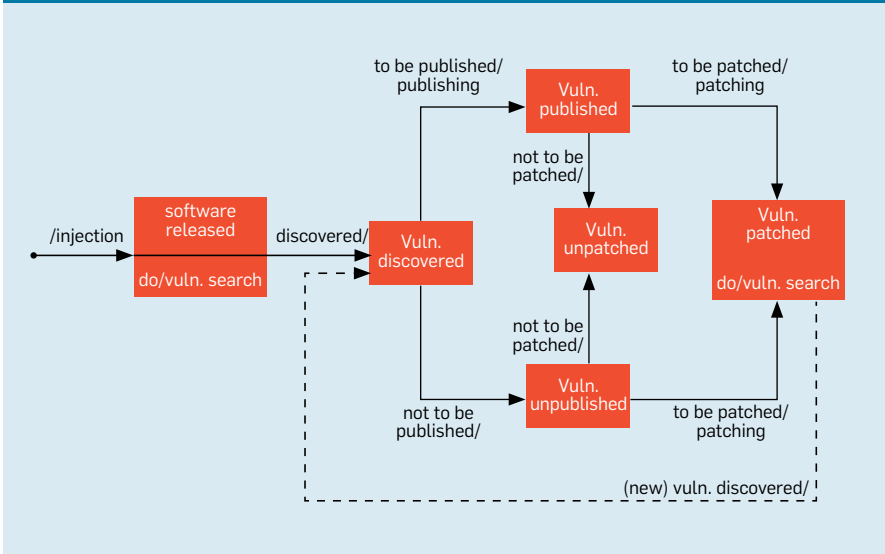 to be published/
publishing
Vuln.
published
to be patched/
patching
not to be
patched/
/injection
software
released
do/vuln. search
discovered/
Vuln.
discovered
Vuln.
unpatched
Vuln.
patched
do/vuln. search
not to be
patched/
not to be
published/
Vuln.
unpublished
to be patched/
patching
(new) vuln. discovered/